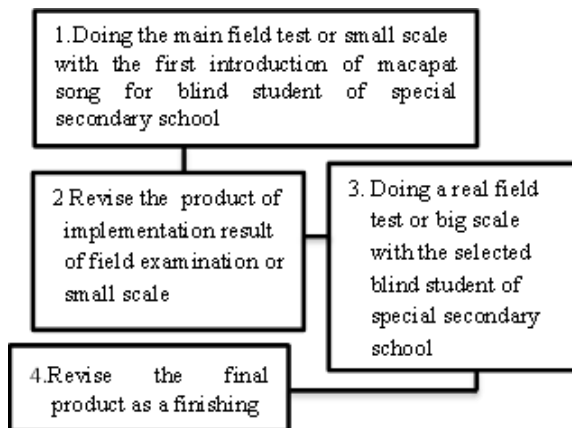 1.Doing the main field test or small scale
with the first introduction of macapat
song for blind student of special
secondary school
2 Revise the product of
implementation result
of field examination or
small scale
3. Doing a real field
test or big scale
with the selected
blind student of
special secondary
school
4.Revise the final
product as a finishing